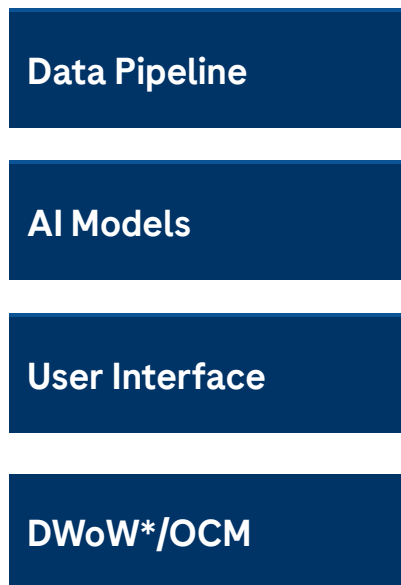 Data Pipeline
AI Models
User Interface
DWoW*/OCM